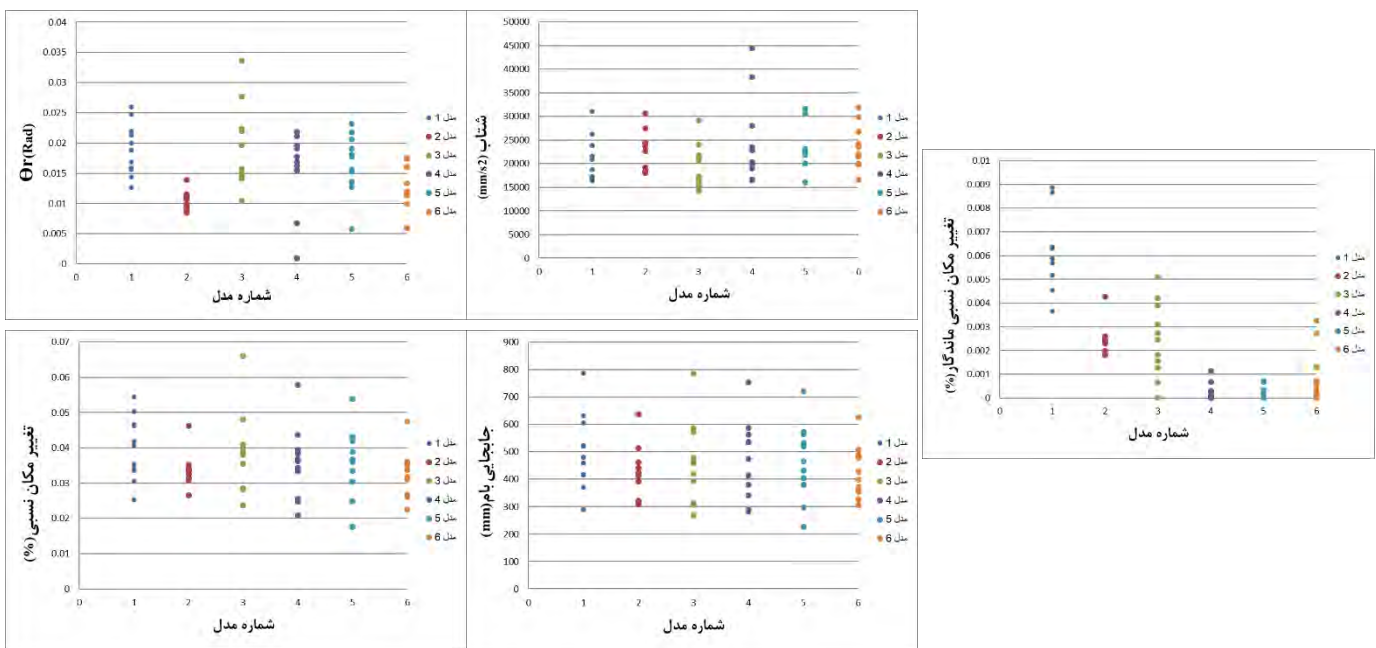 0.04
0.035
0.03
0.025
0.02
0.015
0.01
0.005
0
0 1 2 3 4 5 6
Θr(Rad)
شماره مدل
مدل 1
مدل 2
مدل 3
مدل 4
مدل 5
مدل 6
50000
45000
40000
35000
30000
25000
20000
15000
10000
5000
0
0 1 2 3 4 5 6
شتاب (mm/s2)
شماره مدل
مدل 1
مدل 2
مدل 3
مدل 4
مدل 5
مدل 6
0.01
0.009
0.008
0.007
0.006
0.005
0.004
0.003
0.002
0.001
0
0 1 2 3 4 5 6
تغییر مکان نسبی ماندگار(%)
شماره مدل
مدل 1
مدل 2
مدل 3
مدل 4
مدل 5
مدل 6
0.07
0.06
0.05
0.04
0.03
0.02
0.01
0
0 1 2 3 4 5 6
تغییر مکان نسبی(%)
شماره مدل
مدل 1
مدل 2
مدل 3
مدل 4
مدل 5
مدل 6
900
800
700
600
500
400
300
200
100
0
0 1 2 3 4 5 6
جابجایی بام(mm)
شماره مدل
مدل 1
مدل 2
مدل 3
مدل 4
مدل 5
مدل 6